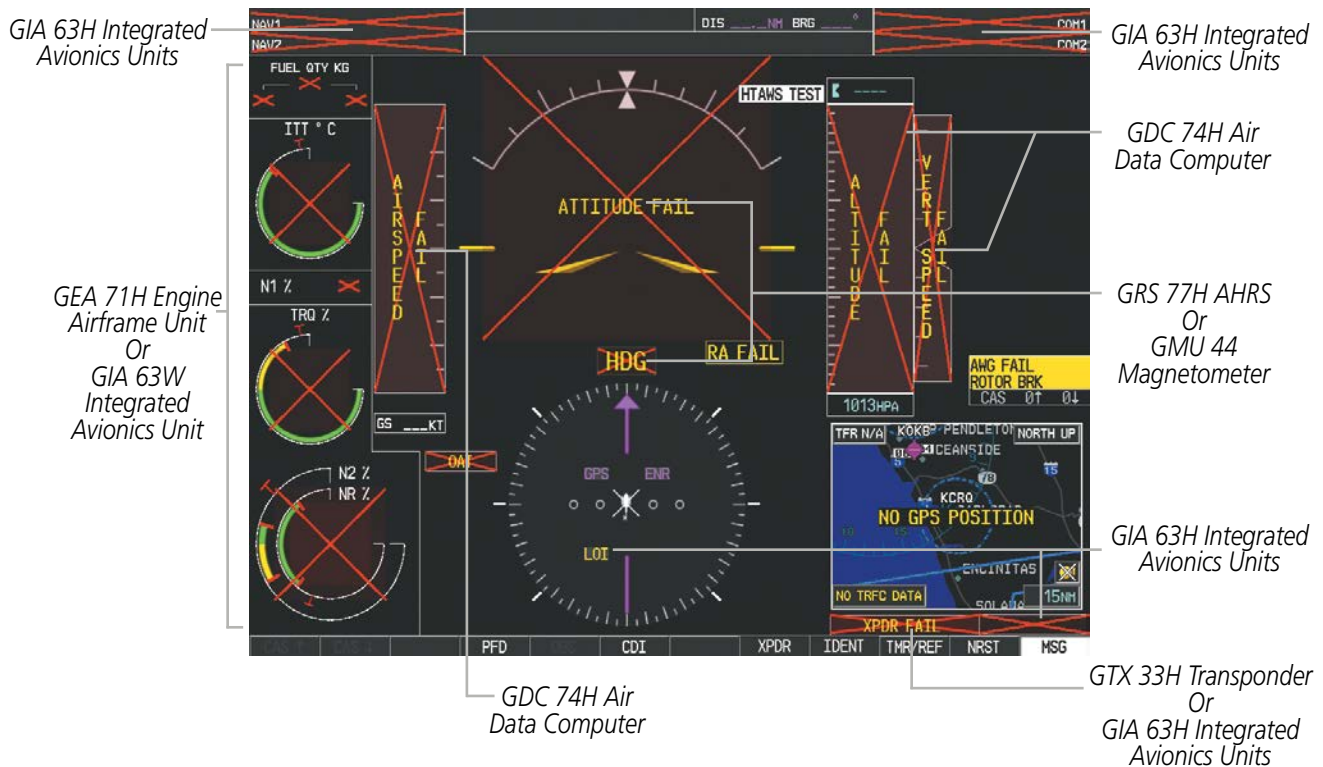 GIA 63H Integrated
Avionics Units
NAV1
NAV2
DIS __._NM BRG ___°
COM1
COM2
GIA 63H Integrated
Avionics Units
FUEL QTY KG
HTAWS TEST
----
ITT °C
GDC 74H Air
Data Computer
AIRSPEED FAIL
ATTITUDE FAIL
ALTITUDE FAIL
VERT SPEED FAIL
N1 %
GEA 71H Engine
Airframe Unit
Or
GIA 63W
Integrated
Avionics Unit
TRQ %
GRS 77H AHRS
Or
GMU 44
Magnetometer
HDG
RA FAIL
AWG FAIL
ROTOR BRK
CAS 0↑ 0↓
1013HPA
GS ___KT
TFR N/A
KOKB
PENDLETON
NORTH UP
OCEANSIDE
5
15
78
OAT
GPS
ENR
N2 %
NR %
KCRQ
NO GPS POSITION
LOI
GIA 63H Integrated
Avionics Units
ENCINITAS
NO TRFC DATA
15NM
XPDR FAIL
CAS ↑
CAS
PFD
OBS
CDI
XPDR
IDENT
TMR/REF
NRST
MSG
GDC 74H Air
Data Computer
GTX 33H Transponder
Or
GIA 63H Integrated
Avionics Units